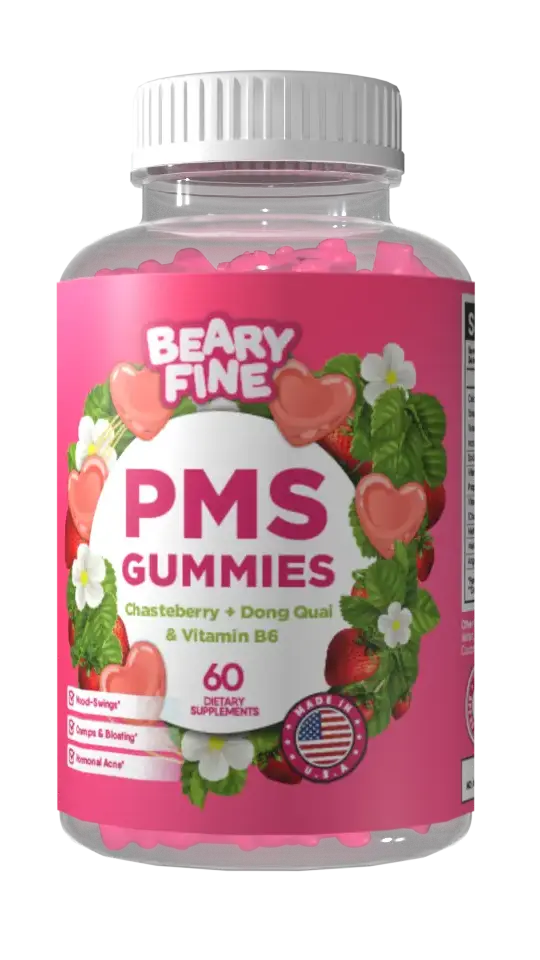 BEARY
FINE
PMS
GUMMIES
Chasteberry + Dong Quai
& Vitamin B6
60
DIETARY
SUPPLEMENTS
Mood-Swings*
Cramps & Bloating*
Hormonal Acne*
MADE IN
U.S.A